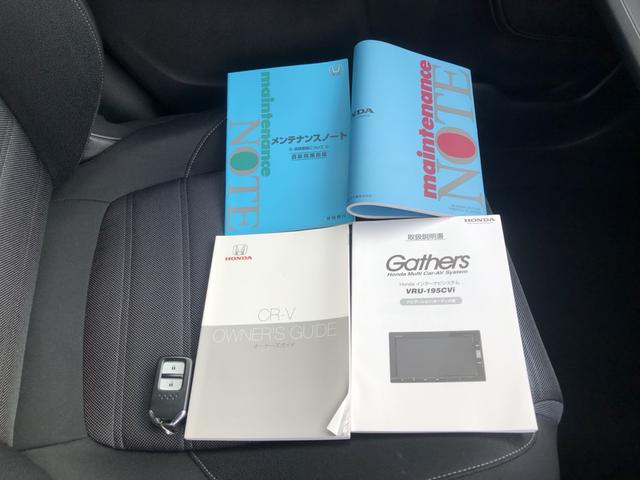 maintenance
NOTE
メンテナンスノート
maintenance
NOTE
HONDA
CR-V
OWNER'S GUIDE
オーナーズガイド
HONDA
取扱説明書
Gathers
Honda Multi Car-AV System
Honda インターナビシステム
VRU-195CVi